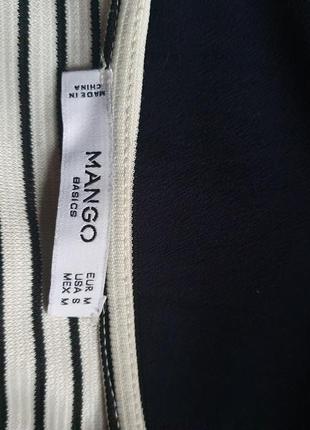 MADE IN
CHINA
MANGO
BASICS
EUR M
USA S
MEX M